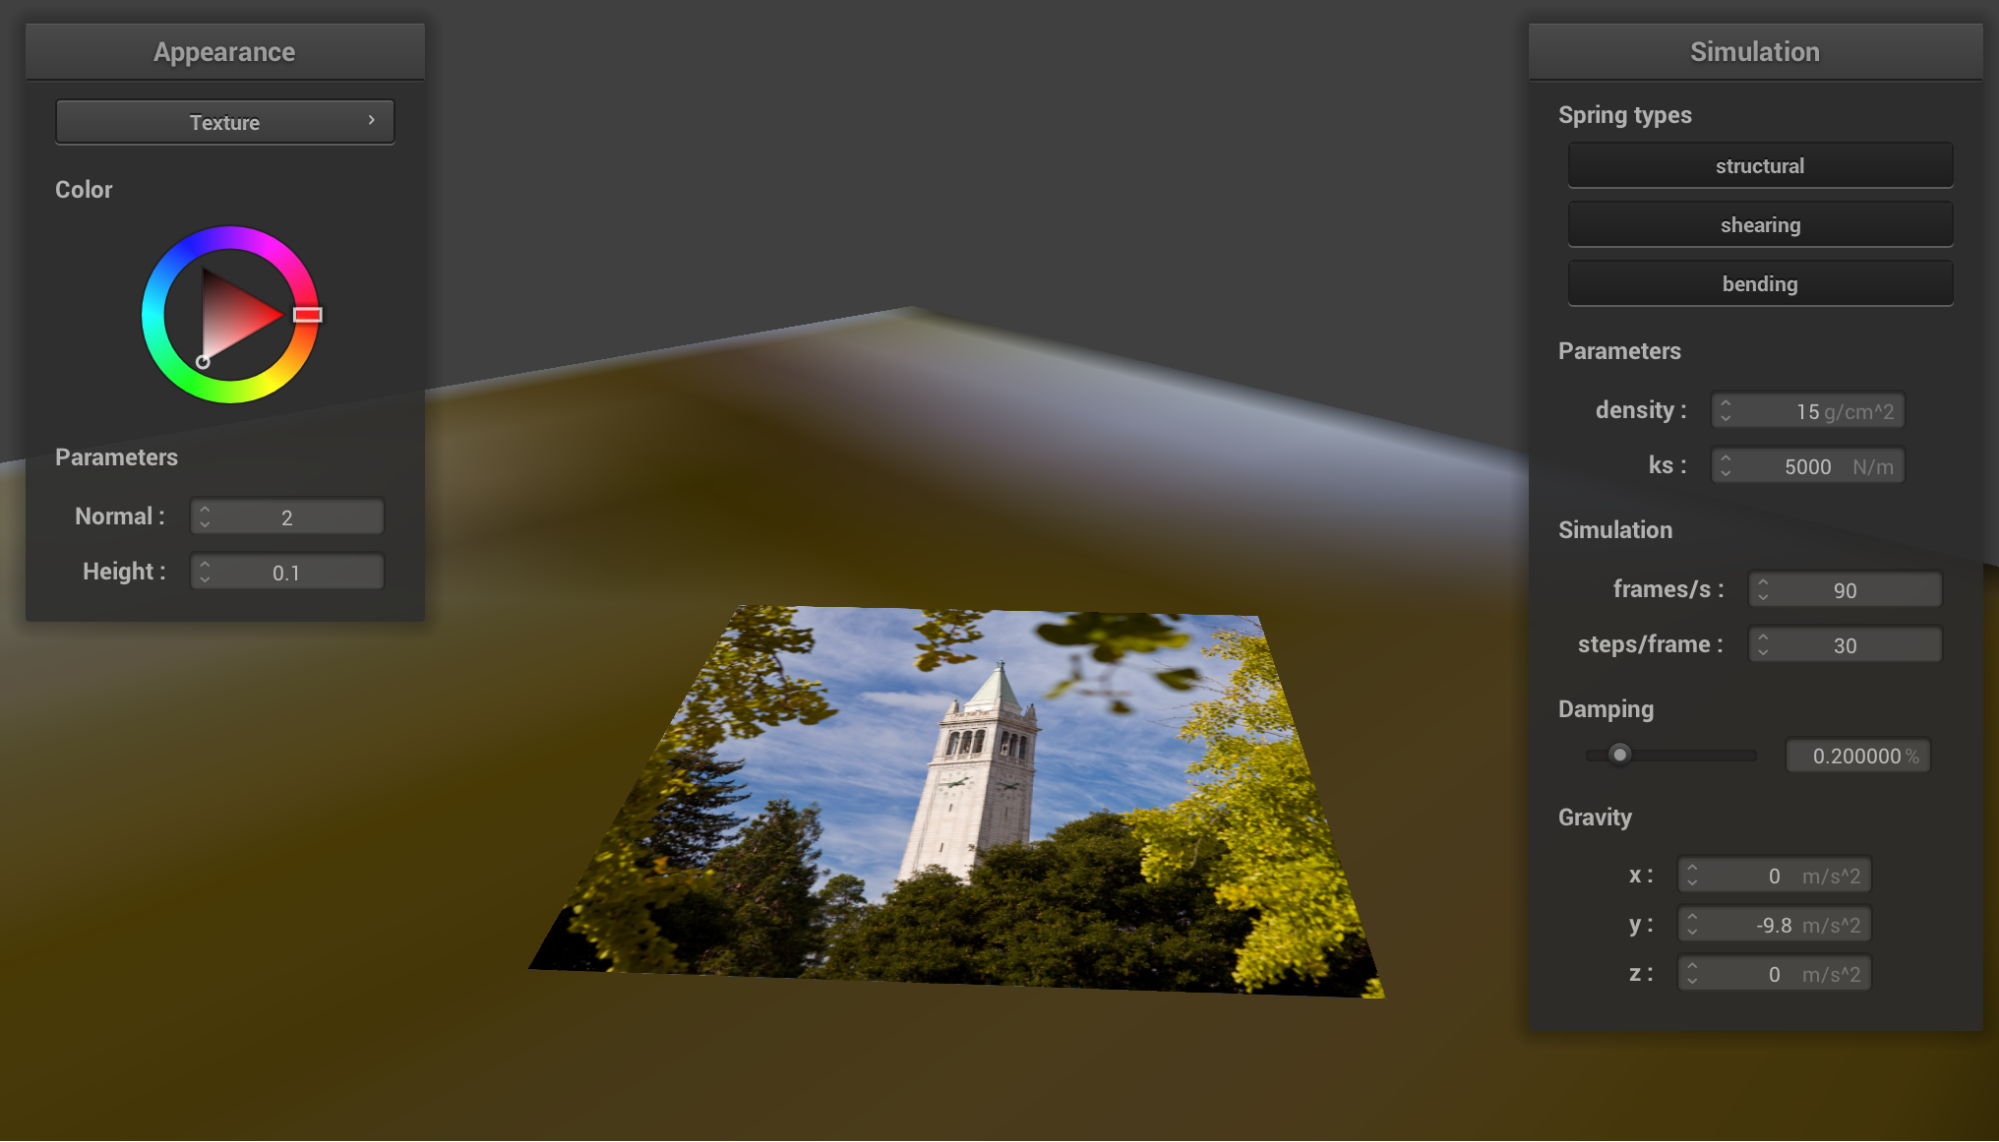 Appearance
Texture
Color
Parameters
Normal : 2
Height : 0.1
Simulation
Spring types
structural
shearing
bending
Parameters
density : 15 g/cm^2
ks : 5000 N/m
Simulation
frames/s : 90
steps/frame : 30
Damping
0.200000 %
Gravity
x : 0 m/s^2
y : -9.8 m/s^2
z : 0 m/s^2